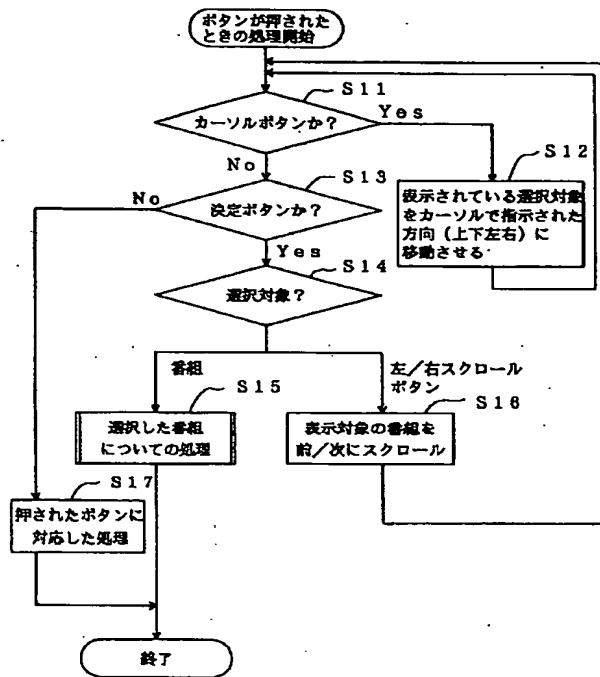 ボタンが押された
ときの処理開始
S11
カーソルボタンか?
Yes
No
S12
表示されている選択対象
をカーソルで指示された
方向(上下左右)に
移動させる
S13
No
決定ボタンか?
Yes
S14
選択対象?
番組
左/右スクロール
ボタン
S15
選択した番組
についての処理
S16
表示対象の番組を
前/次にスクロール
S17
押されたボタンに
対応した処理
終了